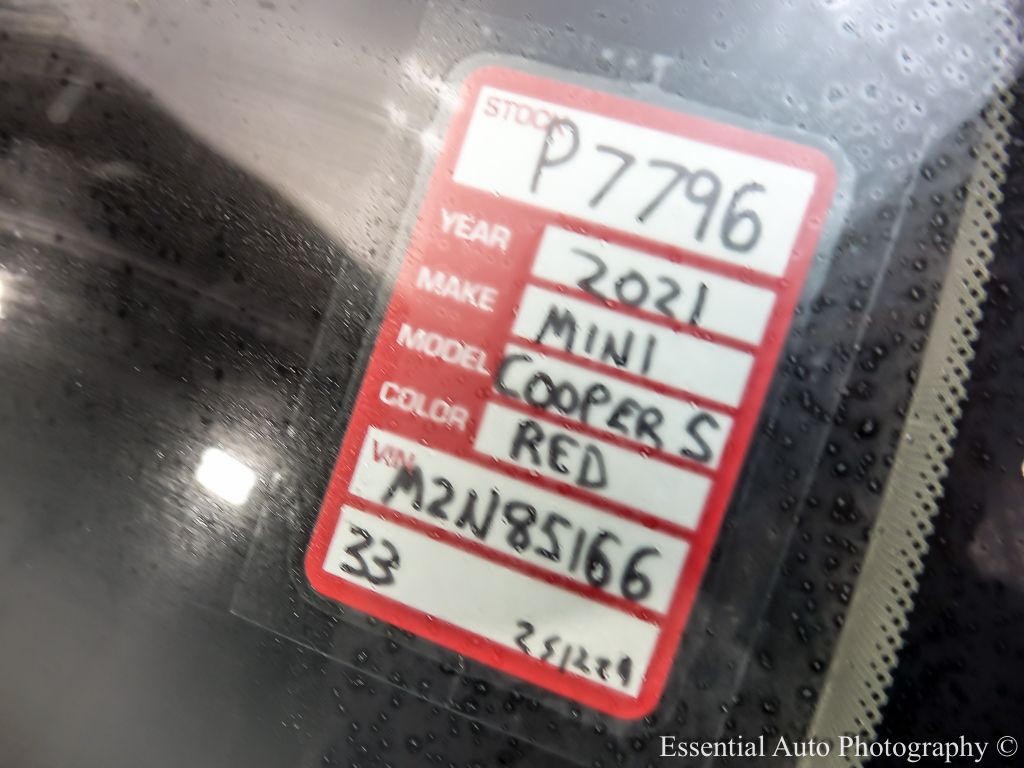 STOCK
P7796
YEAR 2021
MAKE MINI
MODEL COOPER S
COLOR RED
VIN
M2N85166
33
Essential Auto Photography ©